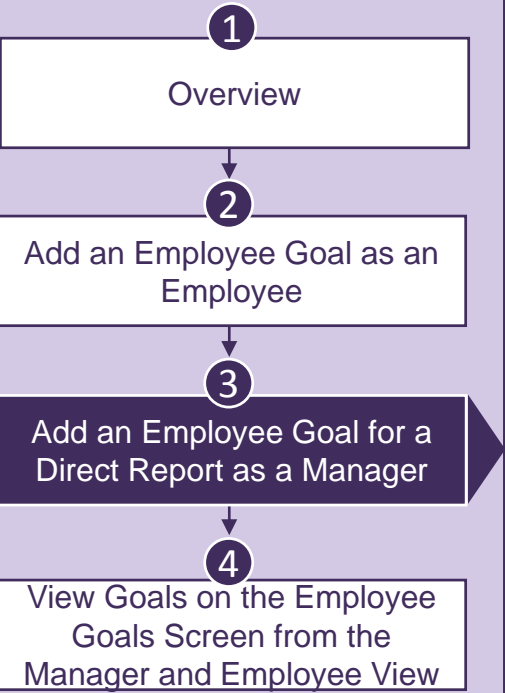 1
Overview
2
Add an Employee Goal as an
Employee
3
Add an Employee Goal for a
Direct Report as a Manager
4
View Goals on the Employee
Goals Screen from the
Manager and Employee View